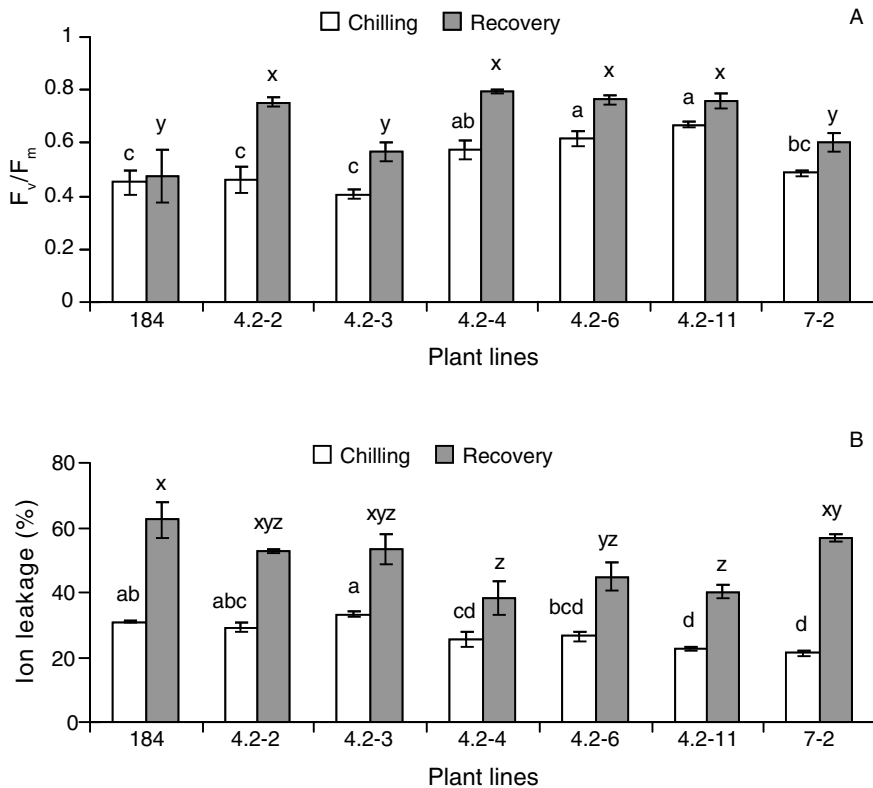 Chilling Recovery A
1
0.8
0.6
0.4
0.2
0
Fv/Fm
c y c x c y ab x a x a x bc y
184 4.2-2 4.2-3 4.2-4 4.2-6 4.2-11 7-2
Plant lines
Chilling Recovery B
80
60
40
20
0
Ion leakage (%)
ab x abc xyz a xyz cd z bcd yz d z d xy
184 4.2-2 4.2-3 4.2-4 4.2-6 4.2-11 7-2
Plant lines